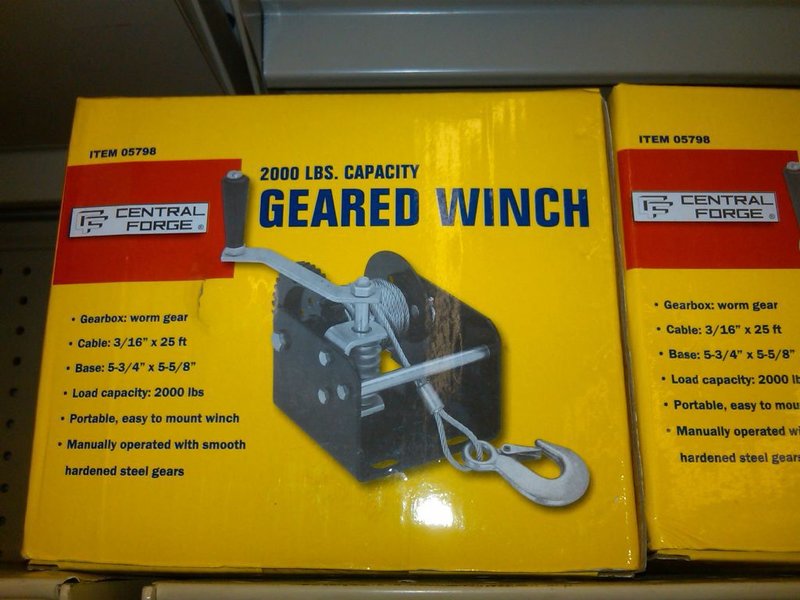 ITEM 05798
CENTRAL
FORGE ®
2000 LBS. CAPACITY
GEARED WINCH
• Gearbox: worm gear
• Cable: 3/16" x 25 ft
• Base: 5-3/4" x 5-5/8"
• Load capacity: 2000 lbs
• Portable, easy to mount winch
• Manually operated with smooth
hardened steel gears
ITEM 05798
CENTRAL
FORGE ®
• Gearbox: worm gear
• Cable: 3/16" x 25 ft
• Base: 5-3/4" x 5-5/8"
• Load capacity: 2000 lb
• Portable, easy to mou
• Manually operated wi
hardened steel gears